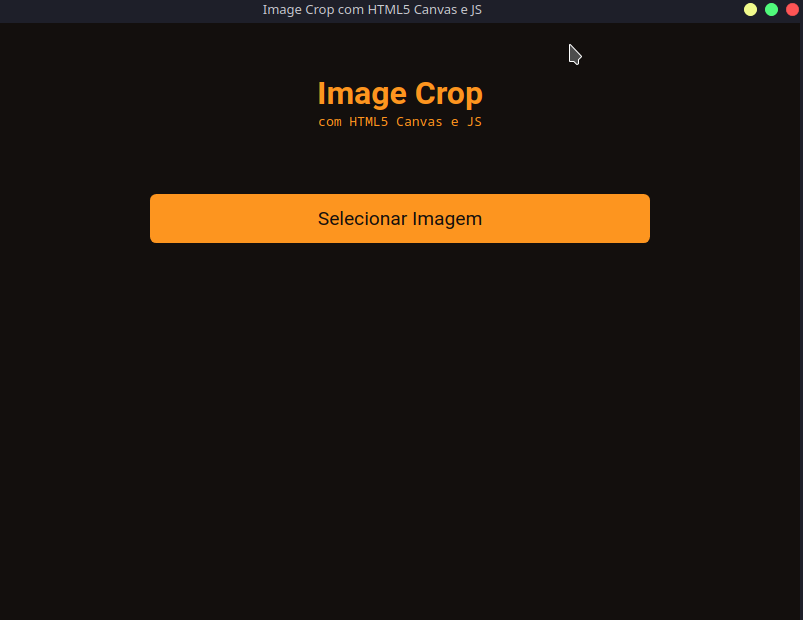 Image Crop com HTML5 Canvas e JS
Image Crop
com HTML5 Canvas e JS
Selecionar Imagem